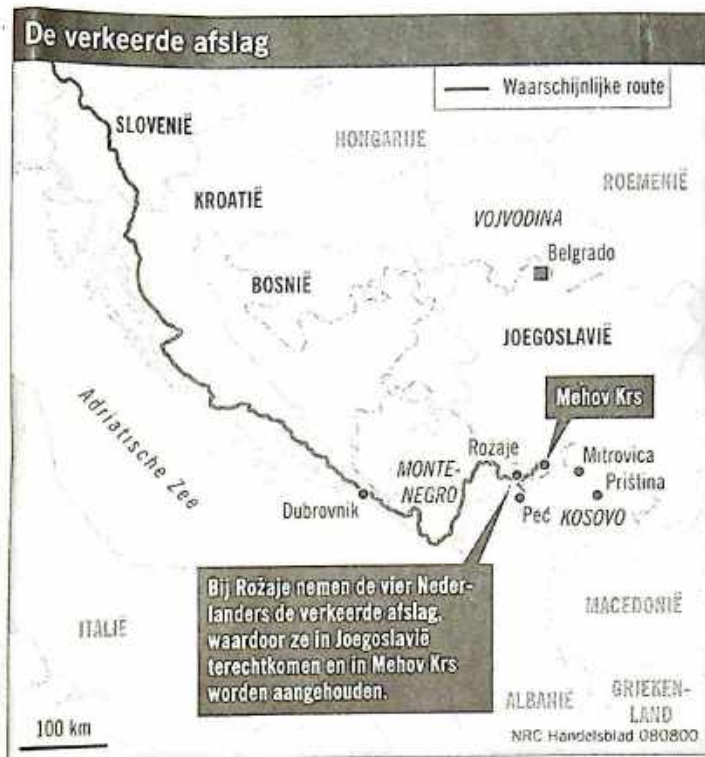 De verkeerde afslag
Waarschijnlijke route
SLOVENIË
HONGARIJE
ROEMENIË
KROATIË
VOJVODINA
Belgrado
BOSNIË
JOEGOSLAVIË
Mehov Krs
Adriatische Zee
Rožaje
Mitrovica
MONTE-
NEGRO
Priština
Dubrovnik
Peć
KOSOVO
Bij Rožaje nemen de vier Neder-
landers de verkeerde afslag,
waardoor ze in Joegoslavië
terechtkomen en in Mehov Krs
worden aangehouden.
MACEDONIË
ITALIË
ALBANIË
GRIEKEN-
LAND
100 km
NRC Handelsblad 080800